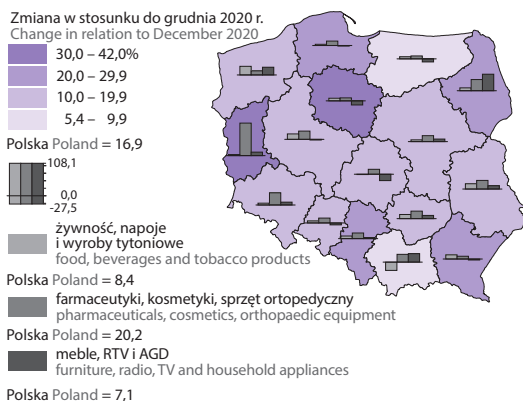 Zmiana w stosunku do grudnia 2020 r.
Change in relation to December 2020
30,0 – 42,0%
20,0 – 29,9
10,0 – 19,9
5,4 – 9,9
Polska Poland = 16,9
108,1
0,0
-27,5
żywność, napoje
i wyroby tytoniowe
food, beverages and tobacco products
Polska Poland = 8,4
farmaceutyki, kosmetyki, sprzęt ortopedyczny
pharmaceuticals, cosmetics, orthopaedic equipment
Polska Poland = 20,2
meble, RTV i AGD
furniture, radio, TV and household appliances
Polska Poland = 7,1